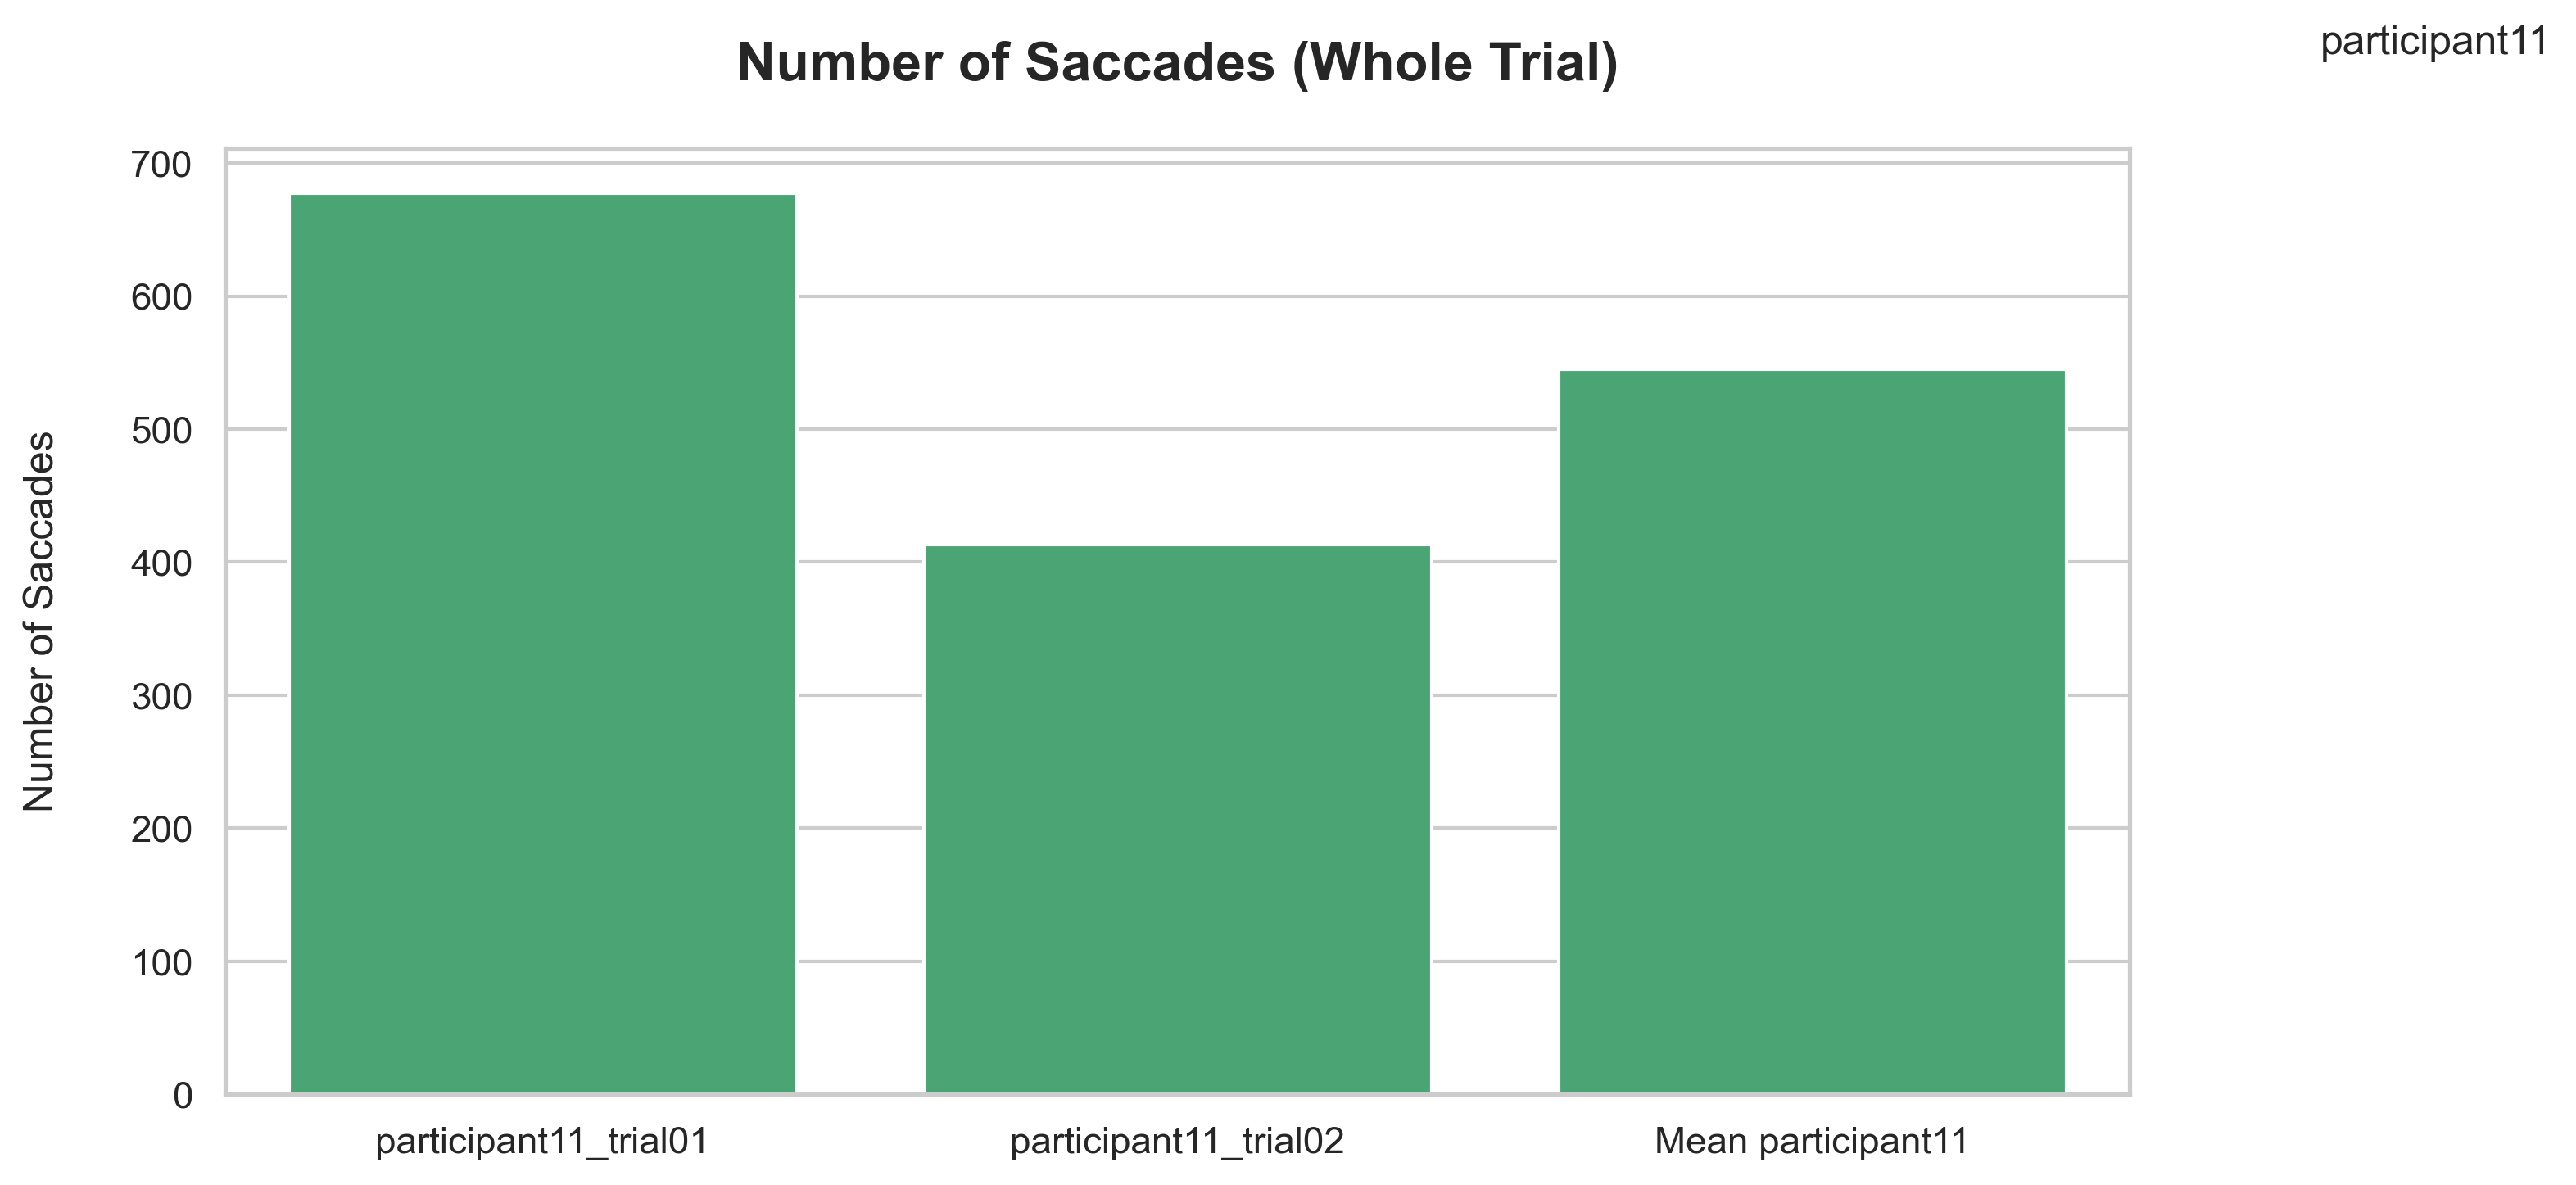 participant11
Number of Saccades (Whole Trial)
Number of Saccades
700
600
500
400
300
200
100
0
participant11_trial01
participant11_trial02
Mean participant11